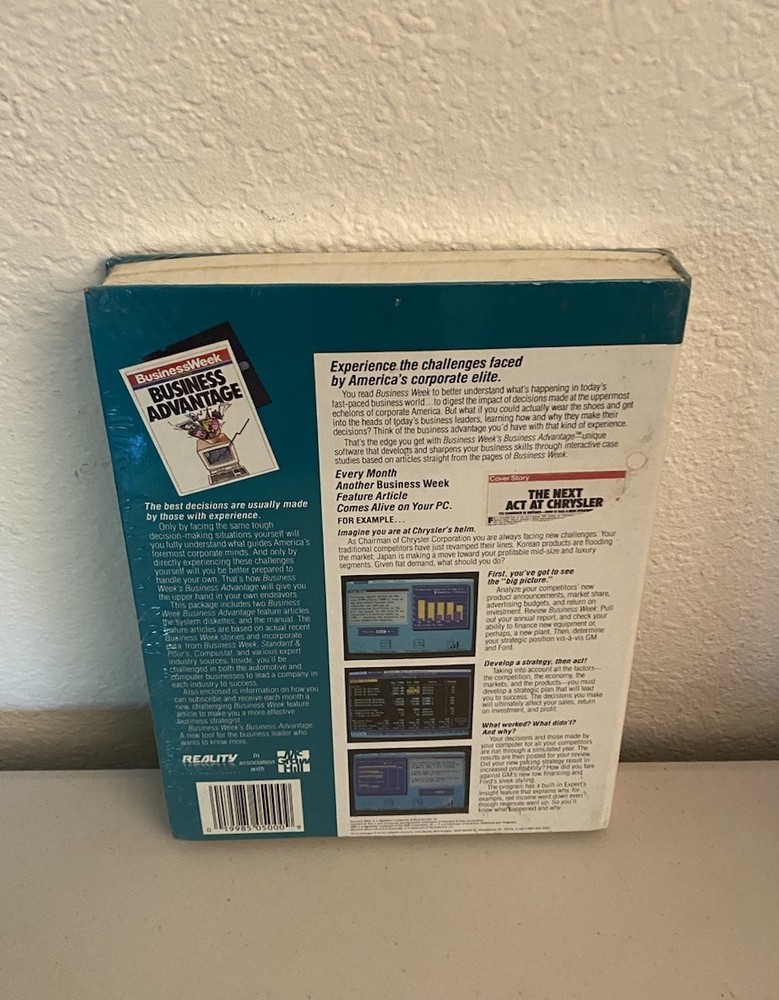 BusinessWeek
BUSINESS
ADVANTAGE
The best decisions are usually made
by those with experience.
Only by facing the same tough
decision-making situations yourself will
you fully understand what guides America's
foremost corporate minds. And only by
directly experiencing these challenges
yourself will you be better prepared to
handle your own. That's how Business
Week's Business Advantage will give you
the upper hand in your own endeavors.
This package includes two Business
Week Business Advantage feature articles,
the system diskettes, and the manual. The
feature articles are based on actual recent
Business Week stories and incorporate
data from Business Week, Standard &
Poor's, Compustat, and various expert
industry sources. Inside, you'll be
challenged in both the automotive and
computer businesses to lead a company in
each industry to success.
Also enclosed is information on how you
can subscribe and receive each month a
new, challenging Business Week feature
article to make you a more effective
business strategist.
Business Week's Business Advantage.
A new tool for the business leader who
wants to know more.
REALITY
In
association
with
0 19985 05000 9
Experience the challenges faced
by America's corporate elite.
You read Business Week to better understand what's happening in today's
fast-paced business world...to digest the impact of decisions made at the uppermost
echelons of corporate America. But what if you could actually wear the shoes and get
into the heads of today's business leaders, learning how and why they make their
decisions? Think of the business advantage you'd have with that kind of experience.
That's the edge you get with Business Week's Business Advantage™—unique
software that develops and sharpens your business skills through interactive case
studies based on articles straight from the pages of Business Week.
Every Month
Another Business Week
Feature Article
Comes Alive on Your PC.
FOR EXAMPLE...
Cover Story
THE NEXT
ACT AT CHRYSLER
Imagine you are at Chrysler's helm.
As Chairman of Chrysler Corporation you are always facing new challenges. Your
traditional competitors have just revamped their lines. Korean products are flooding
the market; Japan is making a move toward your profitable mid-size and luxury
segments. Given flat demand, what should you do?
First, you've got to see
the "big picture."
Analyze your competitors' new
product announcements, market share,
advertising budgets, and return on
investment. Review Business Week. Pull
out your annual report, and check your
ability to finance new equipment or,
perhaps, a new plant. Then, determine
your strategic position vis-à-vis GM
and Ford.
Develop a strategy, then act!
Taking into account all the factors—
the competition, the economy, the
markets, and the products—you must
develop a strategic plan that will lead
you to success. The decisions you make
will ultimately affect your sales, return
on investment, and profit.
What worked? What didn't?
And why?
Your decisions and those made by
your computer for all your competitors
are run through a simulated year. The
results are then posted for your review.
Did your new pricing strategy result in
increased profitability? How did you fare
against GM's new low financing and
Ford's sleek styling.
The program has a built-in Expert's
Insight feature that explains why, for
example, net income went down even
though revenues went up. So you'll
know what happened and why.